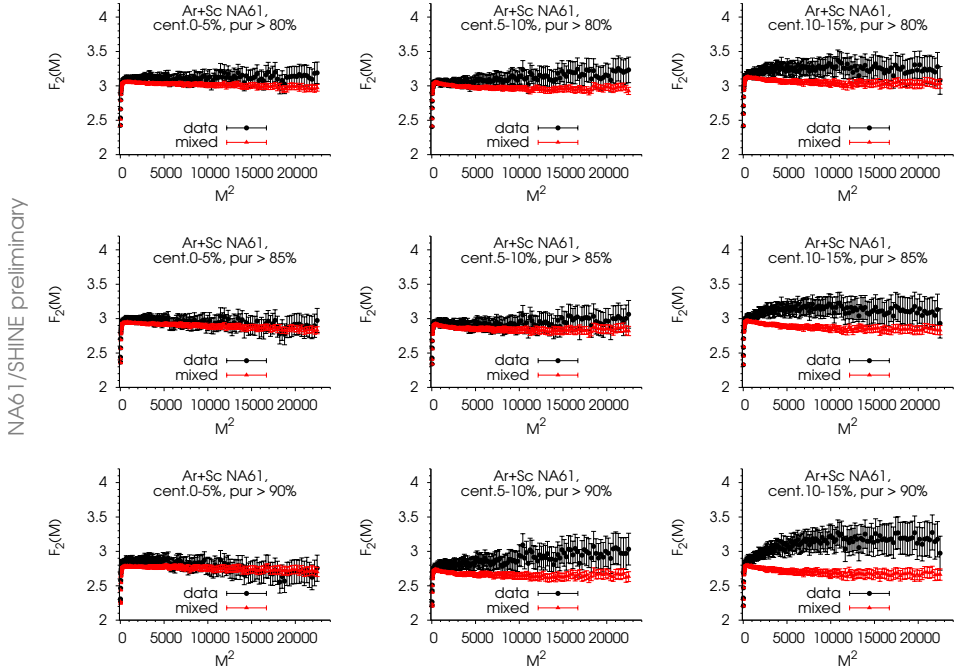 NA61/SHINE preliminary
Ar+Sc NA61,
cent.0-5%, pur > 80%
F2(M)
4
3.5
3
2.5
2
data
mixed
0 5000 10000 15000 20000
M²
Ar+Sc NA61,
cent.5-10%, pur > 80%
F2(M)
4
3.5
3
2.5
2
data
mixed
0 5000 10000 15000 20000
M²
Ar+Sc NA61,
cent.10-15%, pur > 80%
F2(M)
4
3.5
3
2.5
2
data
mixed
0 5000 10000 15000 20000
M²
Ar+Sc NA61,
cent.0-5%, pur > 85%
F2(M)
4
3.5
3
2.5
2
data
mixed
0 5000 10000 15000 20000
M²
Ar+Sc NA61,
cent.5-10%, pur > 85%
F2(M)
4
3.5
3
2.5
2
data
mixed
0 5000 10000 15000 20000
M²
Ar+Sc NA61,
cent.10-15%, pur > 85%
F2(M)
4
3.5
3
2.5
2
data
mixed
0 5000 10000 15000 20000
M²
Ar+Sc NA61,
cent.0-5%, pur > 90%
F2(M)
4
3.5
3
2.5
2
data
mixed
0 5000 10000 15000 20000
M²
Ar+Sc NA61,
cent.5-10%, pur > 90%
F2(M)
4
3.5
3
2.5
2
data
mixed
0 5000 10000 15000 20000
M²
Ar+Sc NA61,
cent.10-15%, pur > 90%
F2(M)
4
3.5
3
2.5
2
data
mixed
0 5000 10000 15000 20000
M²